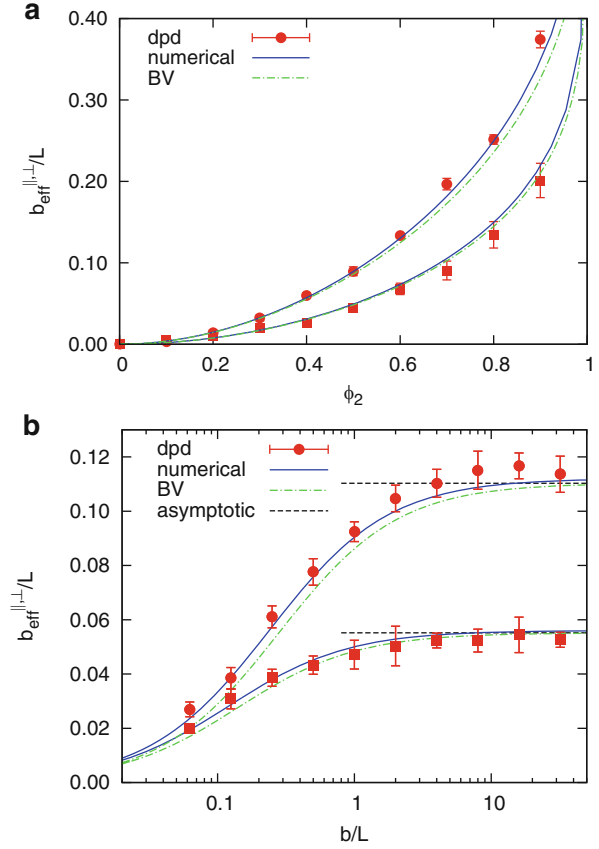 a
dpd
numerical
BV
0.40
0.30
0.20
0.10
0.00
b_eff^∥,⊥/L
0 0.2 0.4 0.6 0.8 1
ϕ₂
b
dpd
numerical
BV
asymptotic
0.12
0.10
0.08
0.06
0.04
0.02
0.00
b_eff^∥,⊥/L
0.1 1 10
b/L